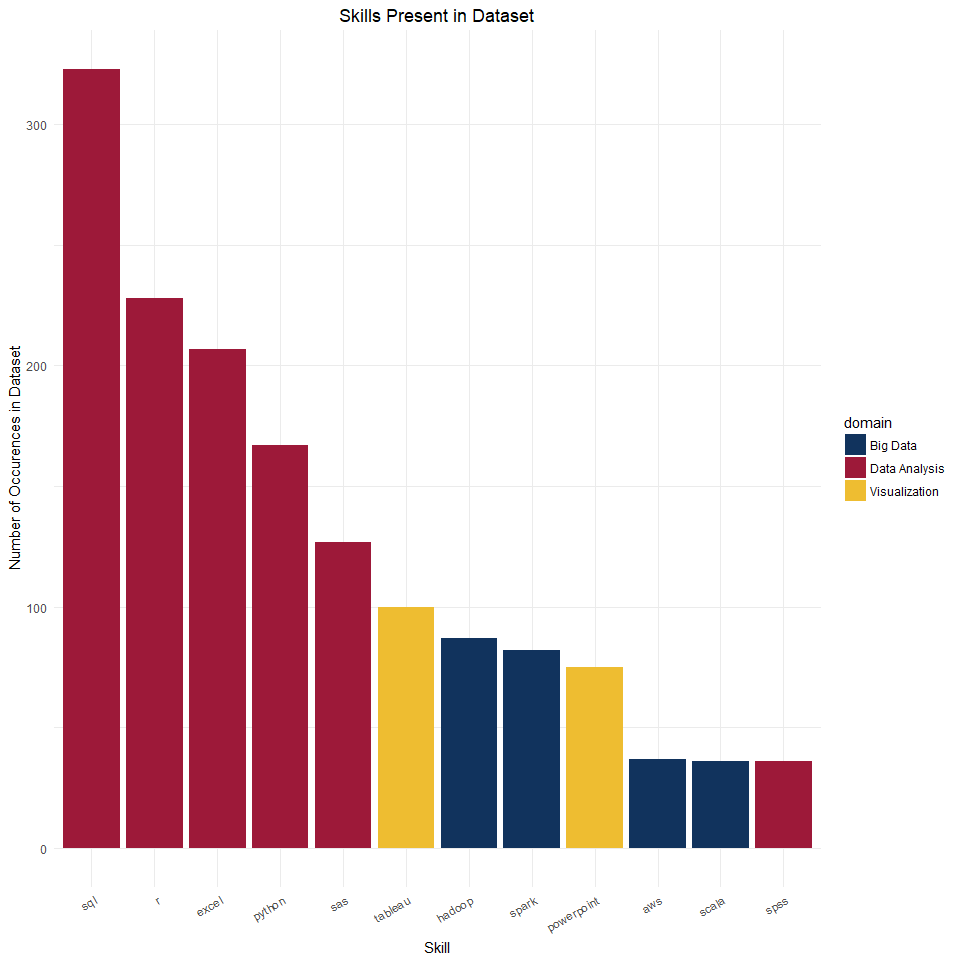 Skills Present in Dataset
Number of Occurences in Dataset
300
200
100
0
sql
r
excel
python
sas
tableau
hadoop
spark
powerpoint
aws
scala
spss
Skill
domain
Big Data
Data Analysis
Visualization